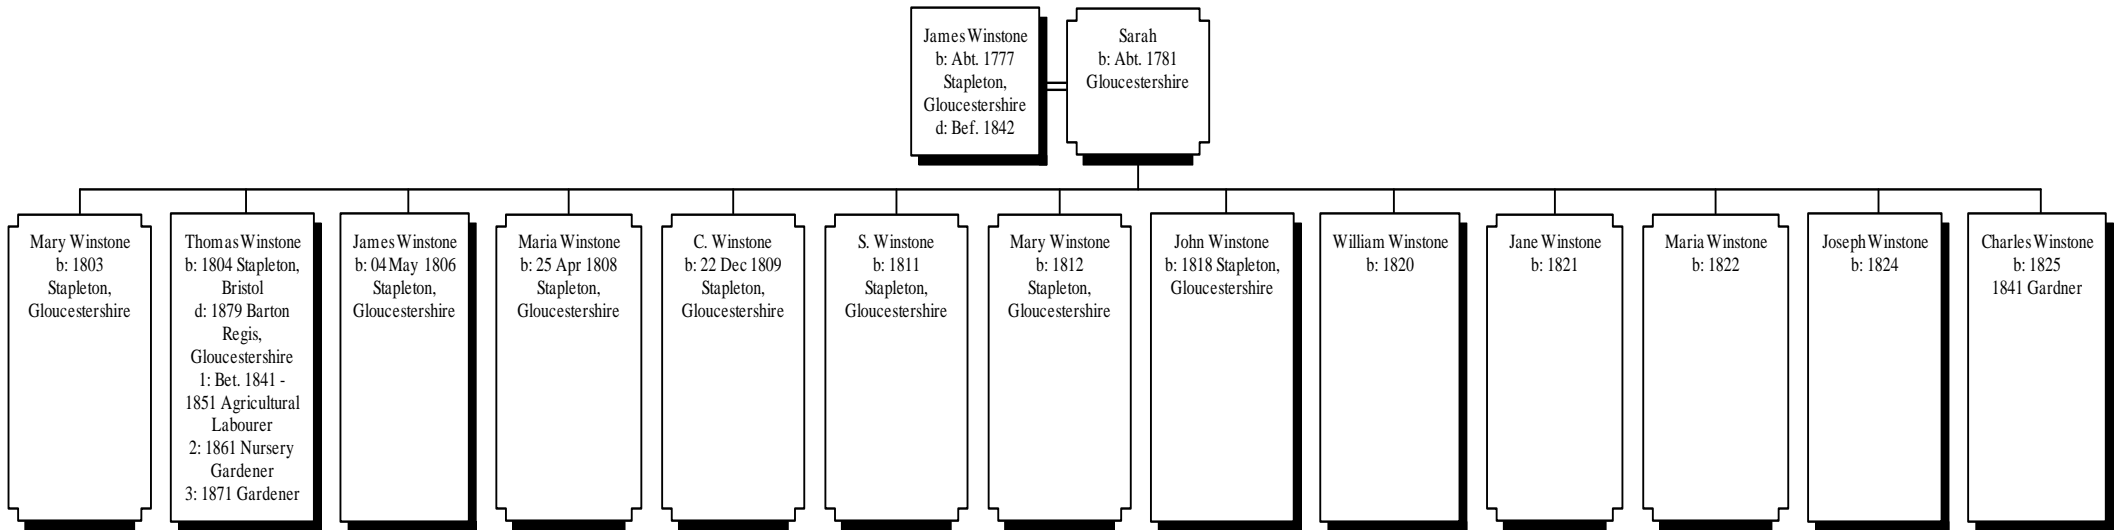 James Winstone
b: Abt. 1777
Stapleton,
Gloucestershire
d: Bef. 1842
Sarah
b: Abt. 1781
Gloucestershire
Mary Winstone
b: 1803
Stapleton,
Gloucestershire
Thomas Winstone
b: 1804 Stapleton,
Bristol
d: 1879 Barton
Regis,
Gloucestershire
1: Bet. 1841 -
1851 Agricultural
Labourer
2: 1861 Nursery
Gardener
3: 1871 Gardener
James Winstone
b: 04 May 1806
Stapleton,
Gloucestershire
Maria Winstone
b: 25 Apr 1808
Stapleton,
Gloucestershire
C. Winstone
b: 22 Dec 1809
Stapleton,
Gloucestershire
S. Winstone
b: 1811
Stapleton,
Gloucestershire
Mary Winstone
b: 1812
Stapleton,
Gloucestershire
John Winstone
b: 1818 Stapleton,
Gloucestershire
William Winstone
b: 1820
Jane Winstone
b: 1821
Maria Winstone
b: 1822
Joseph Winstone
b: 1824
Charles Winstone
b: 1825
1841 Gardner